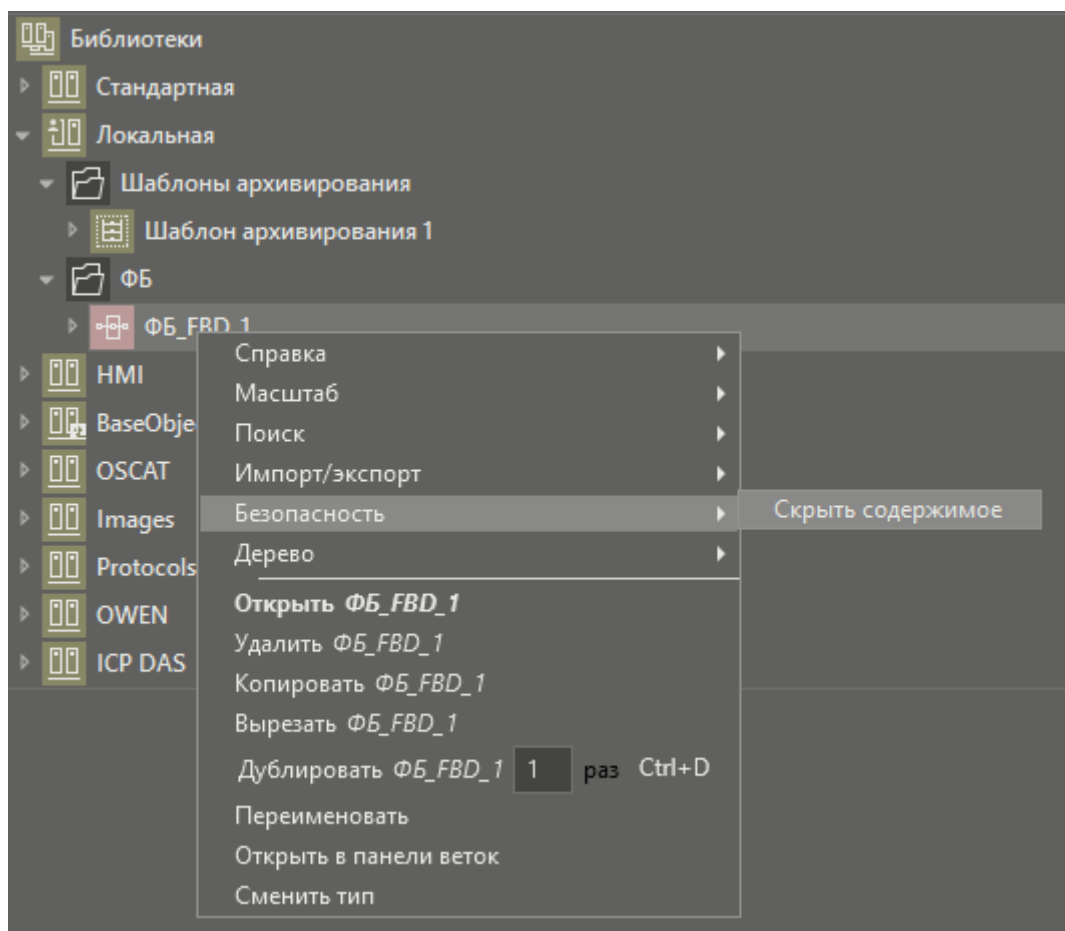 Библиотеки
Стандартная
Локальная
Шаблоны архивирования
Шаблон архивирования 1
ФБ
ФБ_FBD_1
Справка
HMI
Масштаб
BaseObje
Поиск
OSCAT
Импорт/экспорт
Images
Безопасность
Скрыть содержимое
Protocols
Дерево
OWEN
Открыть ФБ_FBD_1
Удалить ФБ_FBD_1
ICP DAS
Копировать ФБ_FBD_1
Вырезать ФБ_FBD_1
Дублировать ФБ_FBD_1 1 раз Ctrl+D
Переименовать
Открыть в панели веток
Сменить тип